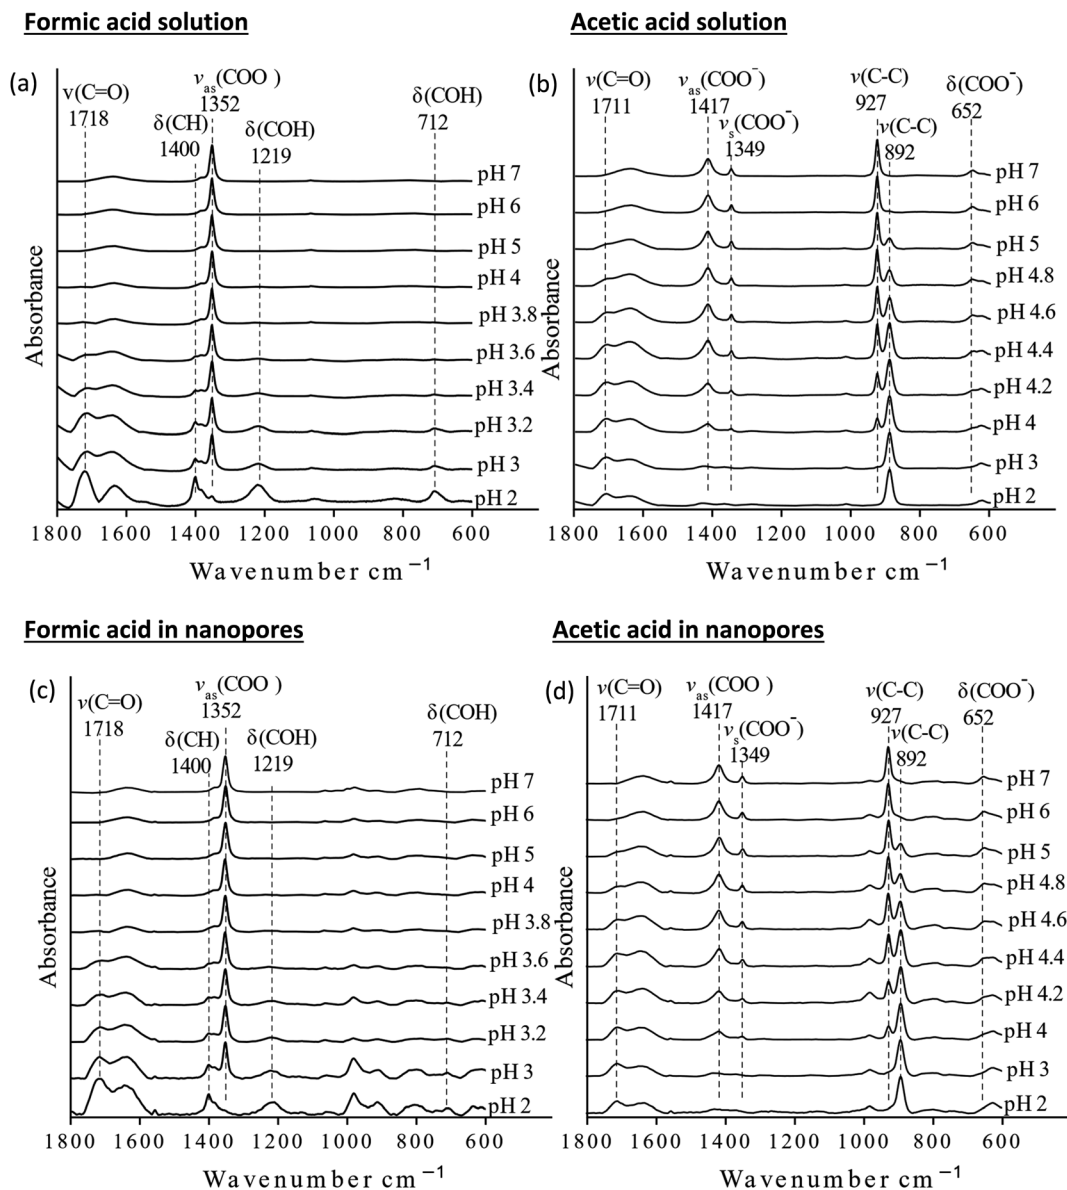 Formic acid solution
Acetic acid solution
(a)
ν(C=O)
1718
νas(COO )
1352
δ(CH)
1400
δ(COH)
1219
δ(COH)
712
pH 7
pH 6
pH 5
pH 4
pH 3.8
pH 3.6
pH 3.4
pH 3.2
pH 3
pH 2
Absorbance
1800 1600 1400 1200 1000 800 600
Wavenumber cm⁻¹
(b)
ν(C=O)
1711
νas(COO⁻)
1417
νs(COO⁻)
1349
ν(C-C)
927
ν(C-C)
892
δ(COO⁻)
652
pH 7
pH 6
pH 5
pH 4.8
pH 4.6
pH 4.4
pH 4.2
pH 4
pH 3
pH 2
Absorbance
1800 1600 1400 1200 1000 800 600
Wavenumber cm⁻¹
Formic acid in nanopores
Acetic acid in nanopores
(c)
ν(C=O)
1718
νas(COO )
1352
δ(CH)
1400
δ(COH)
1219
δ(COH)
712
pH 7
pH 6
pH 5
pH 4
pH 3.8
pH 3.6
pH 3.4
pH 3.2
pH 3
pH 2
Absorbance
1800 1600 1400 1200 1000 800 600
Wavenumber cm⁻¹
(d)
ν(C=O)
1711
νas(COO )
1417
νs(COO⁻)
1349
ν(C-C)
927
ν(C-C)
892
δ(COO⁻)
652
pH 7
pH 6
pH 5
pH 4.8
pH 4.6
pH 4.4
pH 4.2
pH 4
pH 3
pH 2
Absorbance
1800 1600 1400 1200 1000 800 600
Wavenumber cm⁻¹